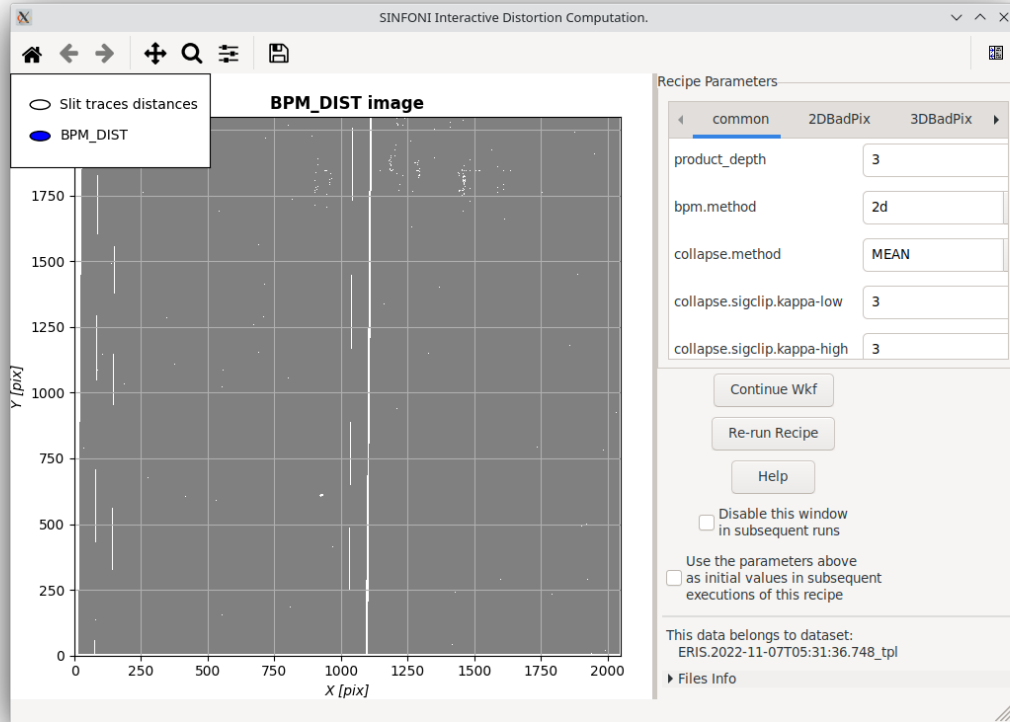 SINFONI Interactive Distortion Computation.
Slit traces distances
BPM_DIST
BPM_DIST image
1750
1500
1250
1000
750
500
250
0
Y [pix]
0 250 500 750 1000 1250 1500 1750 2000
X [pix]
Recipe Parameters
common 2DBadPix 3DBadPix
product_depth 3
bpm.method 2d
collapse.method MEAN
collapse.sigclip.kappa-low 3
collapse.sigclip.kappa-high 3
Continue Wkf
Re-run Recipe
Help
Disable this window
in subsequent runs
Use the parameters above
as initial values in subsequent
executions of this recipe
This data belongs to dataset:
ERIS.2022-11-07T05:31:36.748_tpl
Files Info